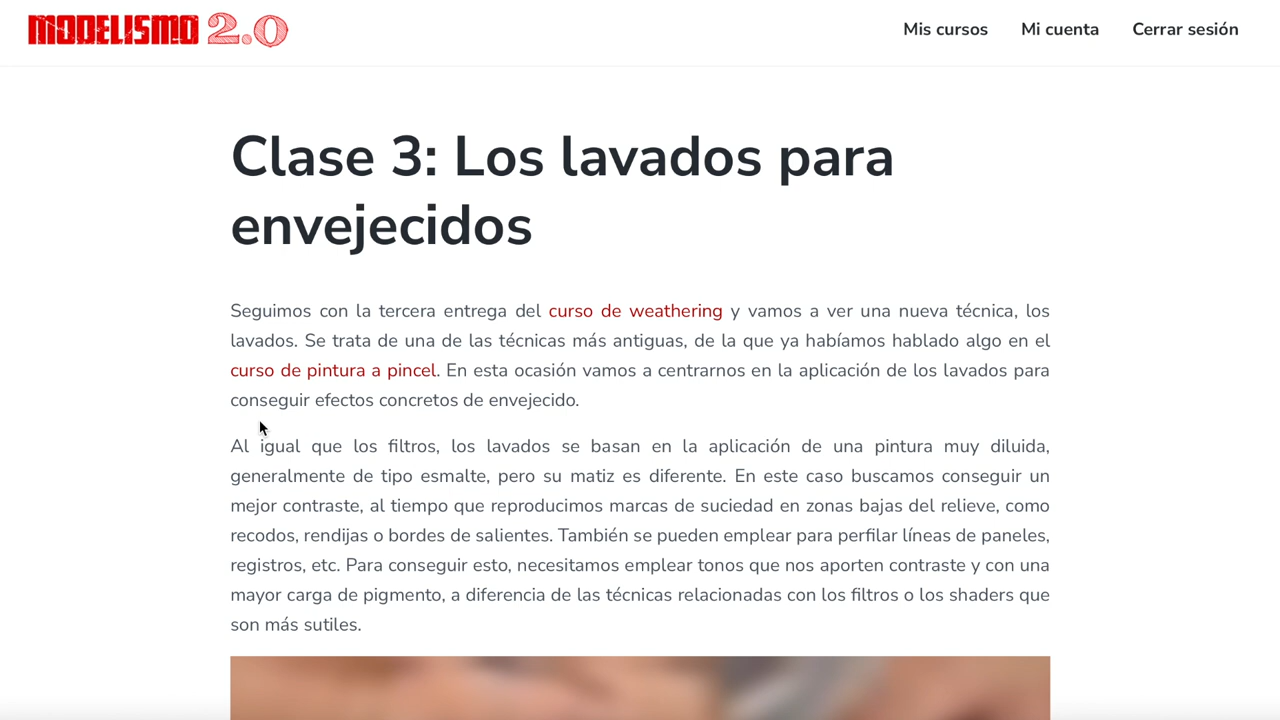 MODELISMO 2.0
Mis cursos
Mi cuenta
Cerrar sesión
Clase 3: Los lavados para
envejecidos
Seguimos con la tercera entrega del curso de weathering y vamos a ver una nueva técnica, los
lavados. Se trata de una de las técnicas más antiguas, de la que ya habíamos hablado algo en el
curso de pintura a pincel. En esta ocasión vamos a centrarnos en la aplicación de los lavados para
conseguir efectos concretos de envejecido.
Al igual que los filtros, los lavados se basan en la aplicación de una pintura muy diluida,
generalmente de tipo esmalte, pero su matiz es diferente. En este caso buscamos conseguir un
mejor contraste, al tiempo que reproducimos marcas de suciedad en zonas bajas del relieve, como
recodos, rendijas o bordes de salientes. También se pueden emplear para perfilar líneas de paneles,
registros, etc. Para conseguir esto, necesitamos emplear tonos que nos aporten contraste y con una
mayor carga de pigmento, a diferencia de las técnicas relacionadas con los filtros o los shaders que
son más sutiles.